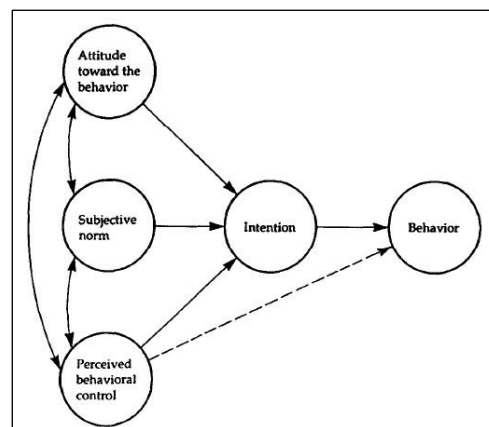 Attitude
toward the
behavior
Subjective
norm
Intention
Behavior
Perceived
behavioral
control